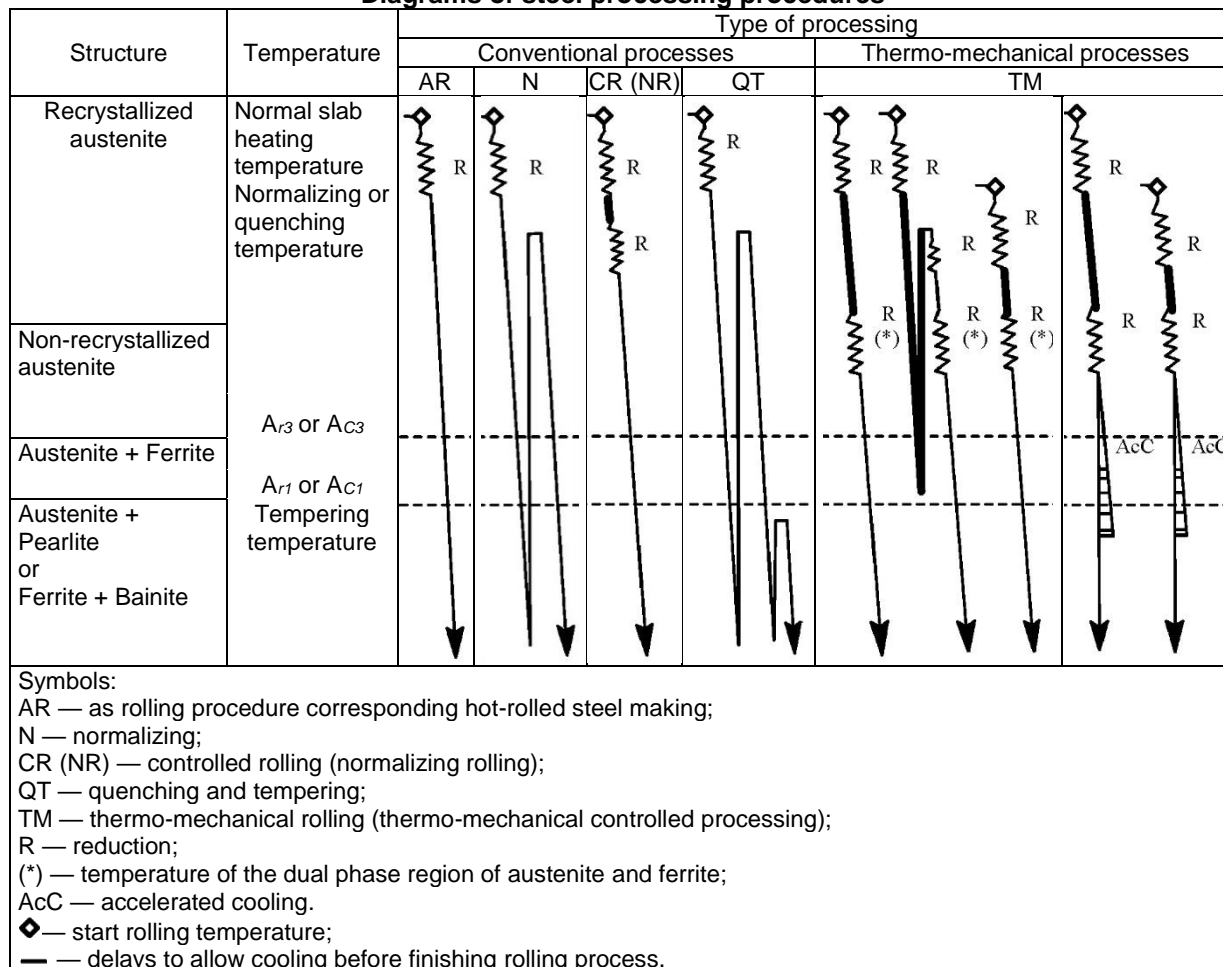 Diagrams of steel processing procedures
Structure
Temperature
Type of processing
Conventional processes
Thermo-mechanical processes
AR
N
CR (NR)
QT
TM
Recrystallized
austenite
Normal slab
heating
temperature
Normalizing or
quenching
temperature
R
R
R
R
R
R
R
R
R
R
R
R
(*)
R
(*)
R
(*)
R
R
Non-recrystallized
austenite
Ar3 or AC3
Austenite + Ferrite
AcC
AcC
Ar1 or AC1
Tempering
temperature
Austenite +
Pearlite
or
Ferrite + Bainite
Symbols:
AR — as rolling procedure corresponding hot-rolled steel making;
N — normalizing;
CR (NR) — controlled rolling (normalizing rolling);
QT — quenching and tempering;
TM — thermo-mechanical rolling (thermo-mechanical controlled processing);
R — reduction;
(*) — temperature of the dual phase region of austenite and ferrite;
AcC — accelerated cooling.
— start rolling temperature;
— delays to allow cooling before finishing rolling process.